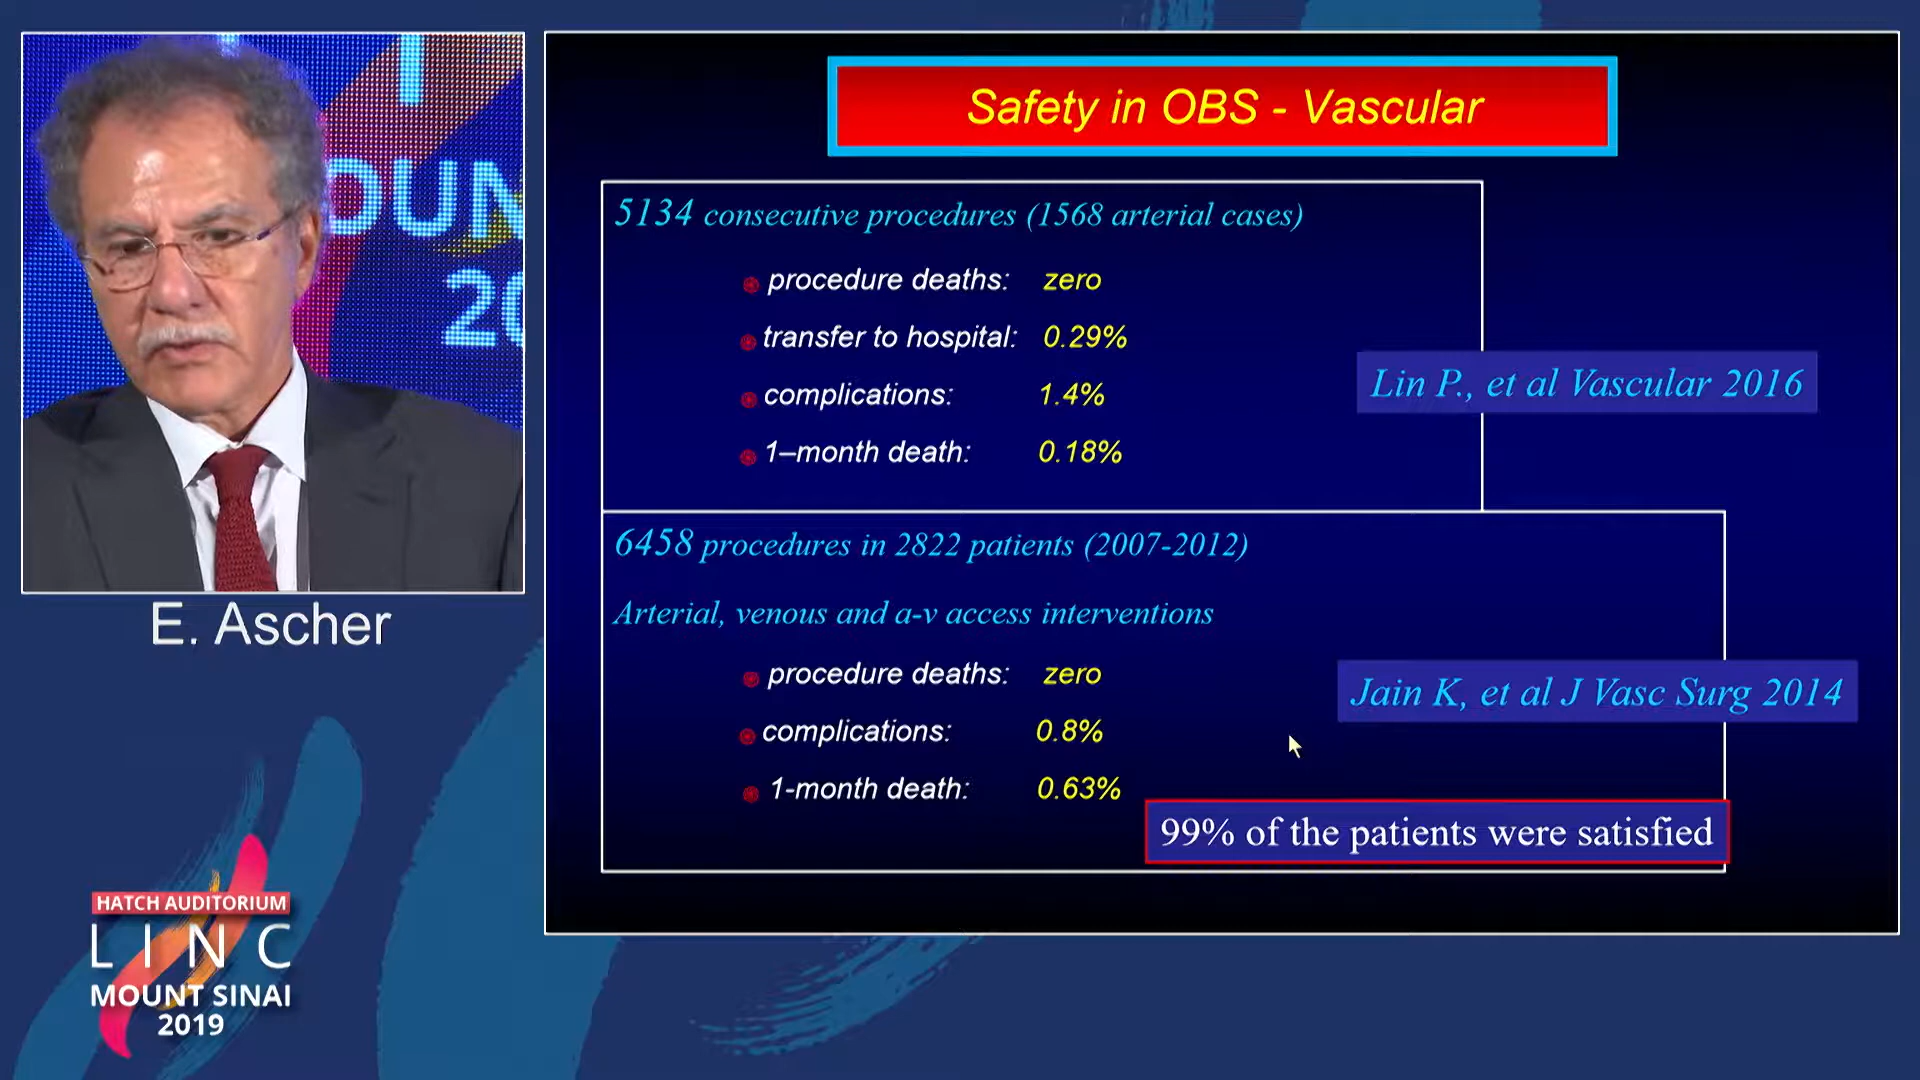 OUN
20
E. Ascher
HATCH AUDITORIUM
LINC
MOUNT SINAI
2019
Safety in OBS - Vascular
5134 consecutive procedures (1568 arterial cases)
procedure deaths: zero
transfer to hospital: 0.29%
complications: 1.4%
1–month death: 0.18%
Lin P., et al Vascular 2016
6458 procedures in 2822 patients (2007-2012)
Arterial, venous and a-v access interventions
procedure deaths: zero
complications: 0.8%
1-month death: 0.63%
Jain K, et al J Vasc Surg 2014
99% of the patients were satisfied